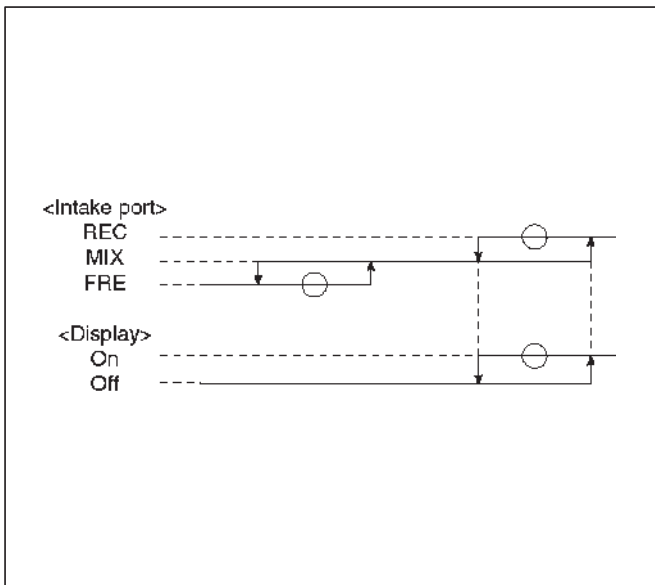 <Intake port>
REC
MIX
FRE
<Display>
On
Off